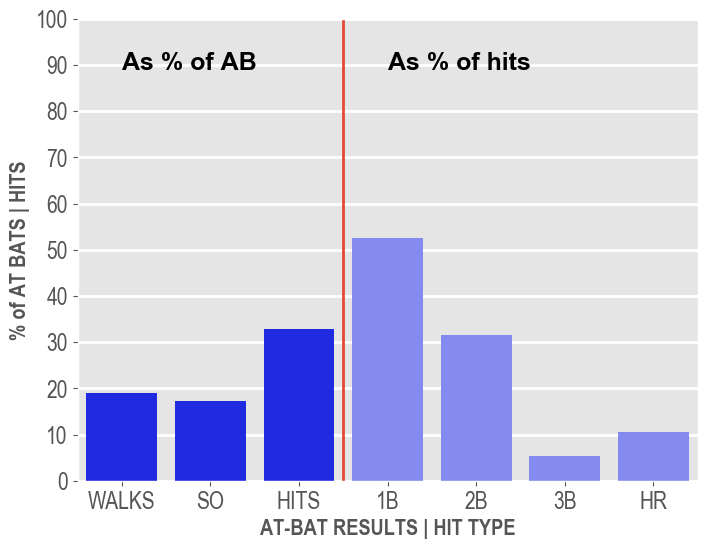 100
90
80
70
60
50
40
30
20
10
0
% of AT BATS | HITS
As % of AB
As % of hits
WALKS SO HITS 1B 2B 3B HR
AT-BAT RESULTS | HIT TYPE